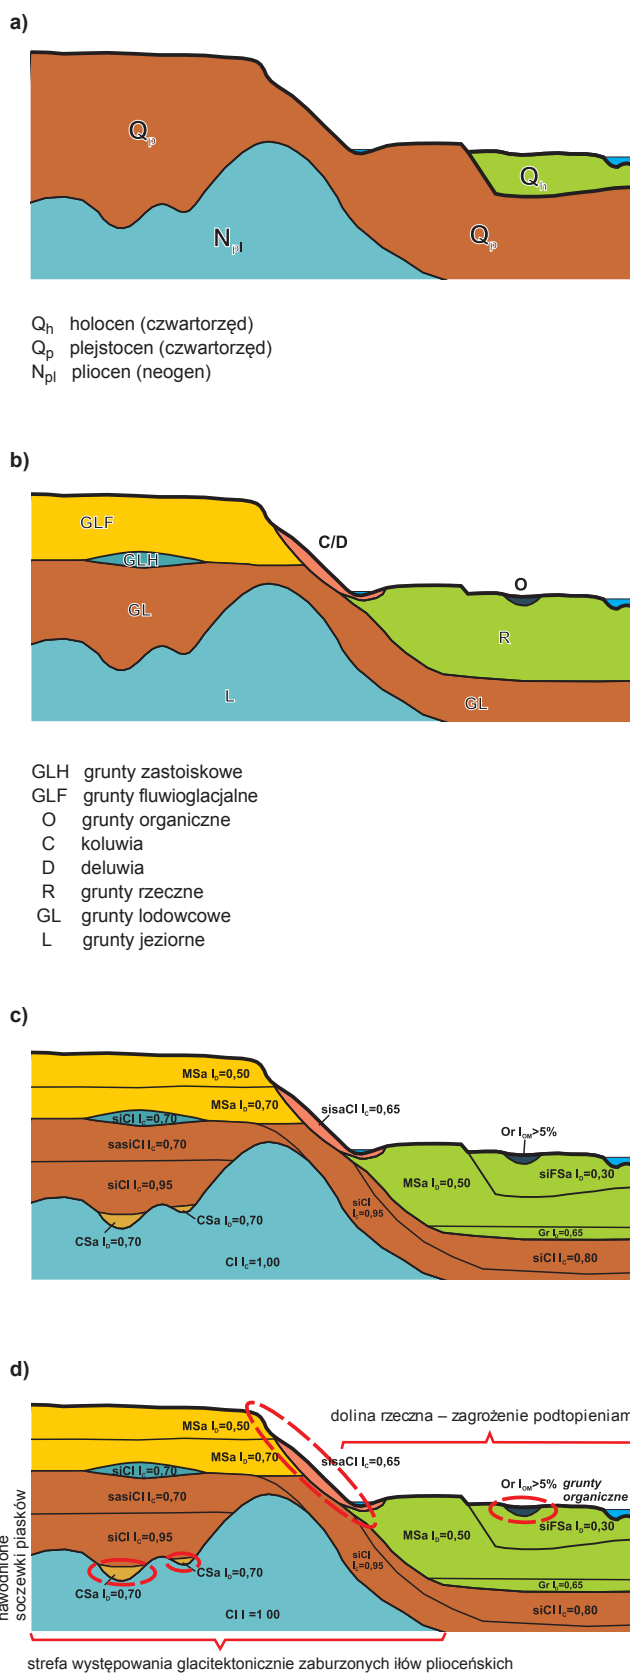 a)
Qp
Qh
Npl
Qp
Qh holocen (czwartorzęd)
Qp plejstocen (czwartorzęd)
Npl pliocen (neogen)
b)
GLF
C/D
GLH
O
GL
R
L
GL
GLH grunty zastoiskowe
GLF grunty fluwioglacjalne
O grunty organiczne
C koluwia
D deluwia
R grunty rzeczne
GL grunty lodowcowe
L grunty jeziorne
c)
MSa ID=0,50
MSa ID=0,70
siCl IC=0,70
sisaCl IC=0,65
sasiCl IC=0,70
Or IOM>5%
siFSa ID=0,30
MSa ID=0,50
siCl IC=0,95
siCl
IC=0,95
CSa ID=0,70
CSa ID=0,70
Gr ID=0,65
Cl IC=1,00
siCl IC=0,80
d)
dolina rzeczna – zagrożenie podtopieniami
MSa ID=0,50
MSa ID=0,70
sisaCl IC=0,65
siCl IC=0,70
Or IOM>5%
grunty
organiczne
sasiCl IC=0,70
siFSa ID=0,30
MSa ID=0,50
siCl IC=0,95
siCl
IC=0,95
nawodnione
soczewki piasków
CSa ID=0,70
CSa ID=0,70
Gr ID=0,65
Cl I=1 00
siCl IC=0,80
strefa występowania glacitektonicznie zaburzonych iłów plioceńskich